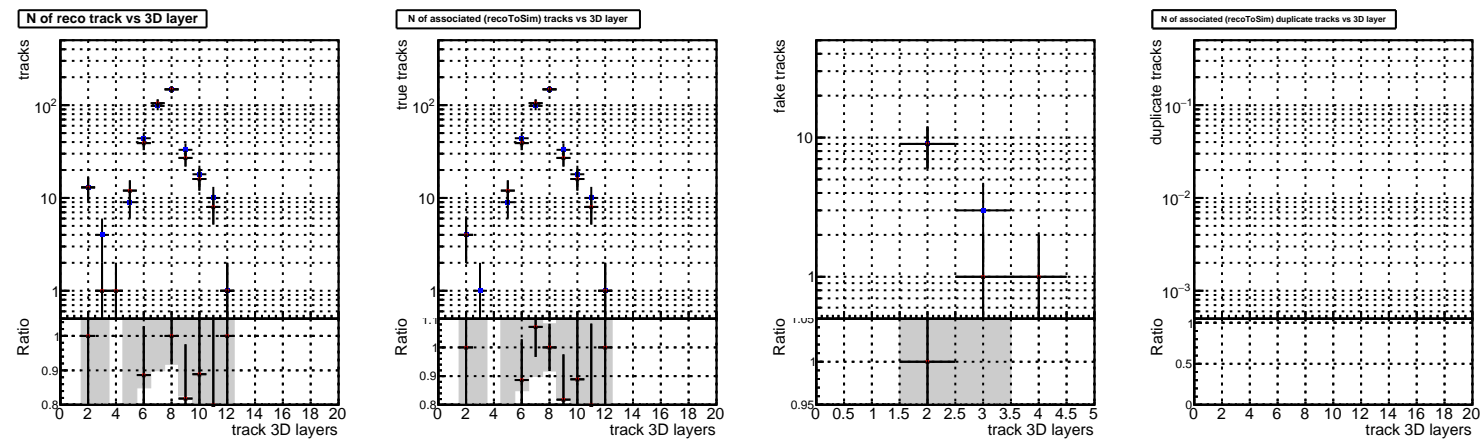 N of reco track vs 3D layer
tracks
10²
10
1
Ratio
1
0.9
0.8
0 2 4 6 8 10 12 14 16 18 20
track 3D layers
N of associated (recoToSim) tracks vs 3D layer
true tracks
10²
10
1
Ratio
1.1
1
0.9
0.8
0 2 4 6 8 10 12 14 16 18 20
track 3D layers
fake tracks
10
1
Ratio
1.05
1
0.95
0 0.5 1 1.5 2 2.5 3 3.5 4 4.5 5
track 3D layers
N of associated (recoToSim) duplicate tracks vs 3D layer
duplicate tracks
10⁻¹
10⁻²
10⁻³
Ratio
1
0.5
0
0 2 4 6 8 10 12 14 16 18 20
track 3D layers